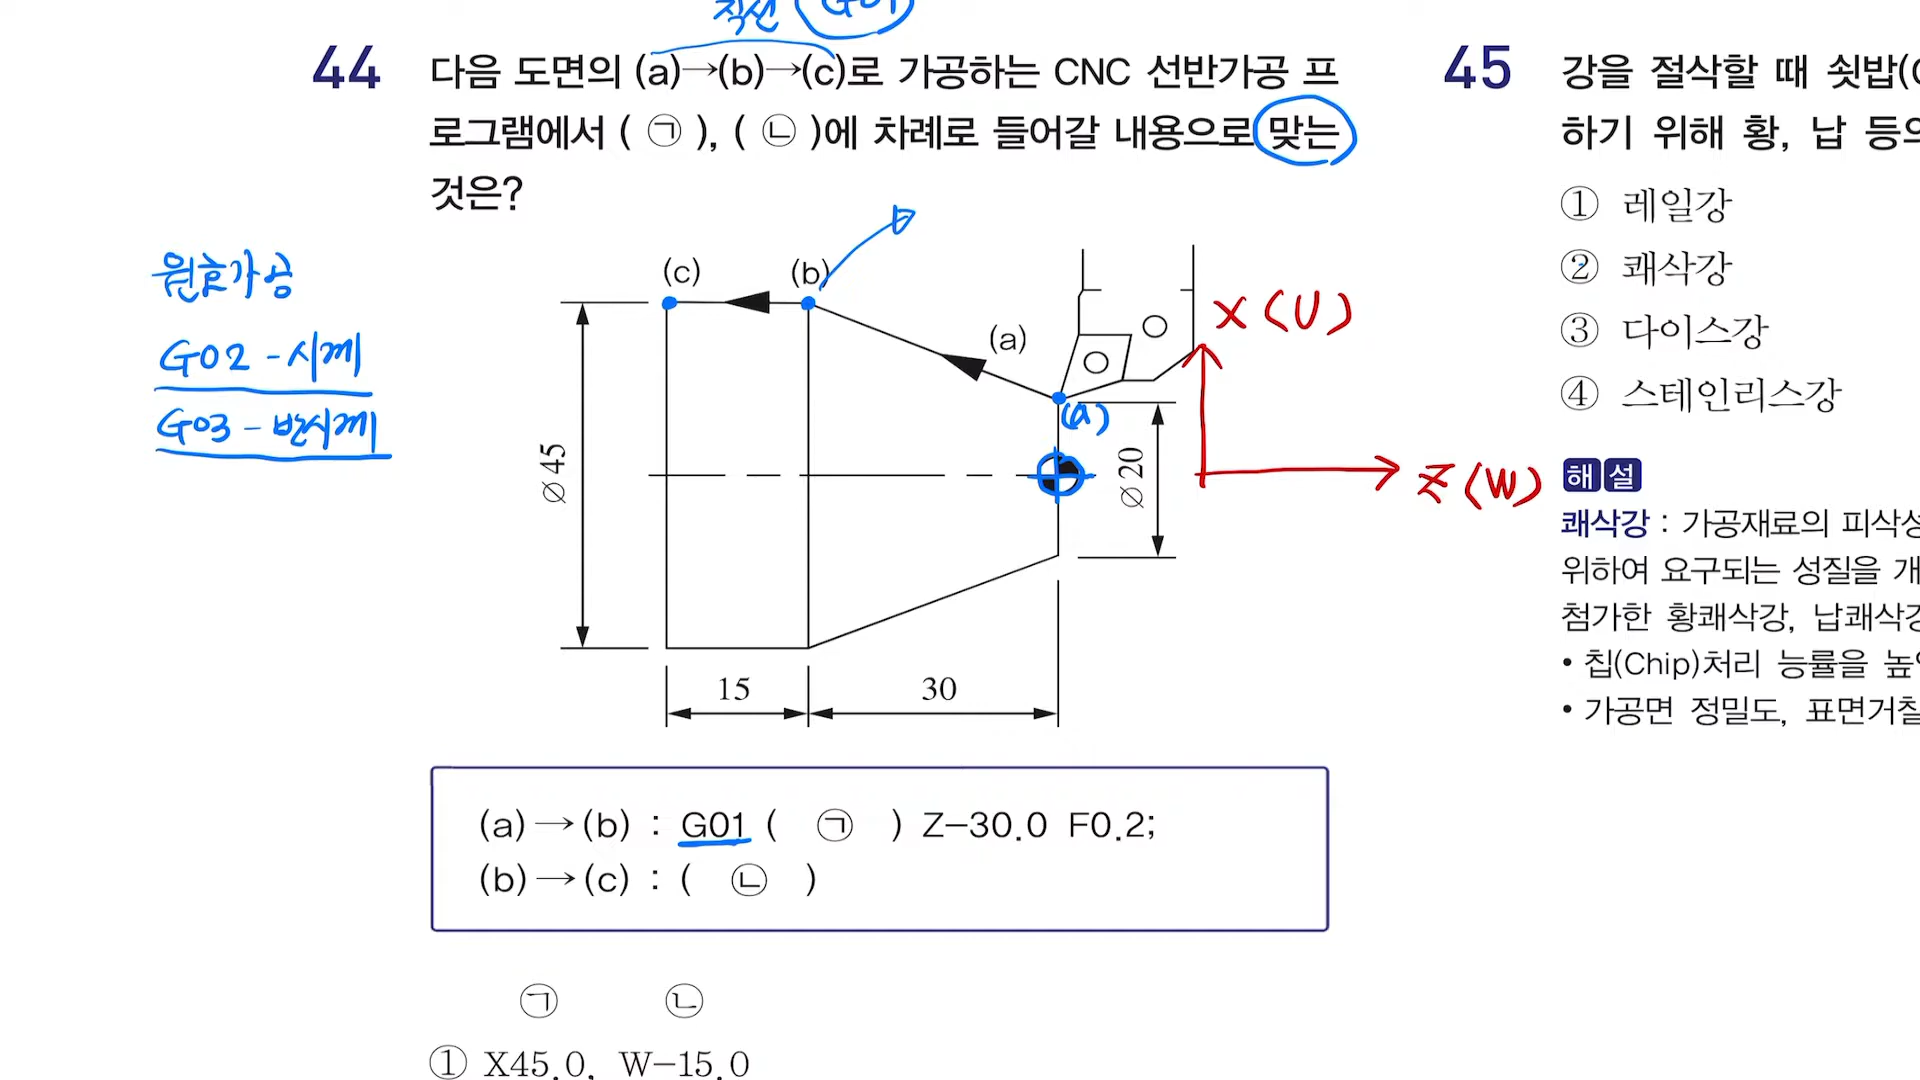 직선 G01
44 다음 도면의 (a)→(b)→(c)로 가공하는 CNC 선반가공 프
로그램에서 ( ㉠ ), ( ㉡ )에 차례로 들어갈 내용으로 맞는
것은?
원호가공
G02 - 시계
G03 - 반시계
(c)
(b)
(a)
(a)
X(U)
Z(W)
∅45
∅20
15
30
(a)→(b) : G01 ( ㉠ ) Z-30.0 F0.2;
(b)→(c) : ( ㉡ )
㉠ ㉡
① X45.0, W-15.0
45 강을 절삭할 때 쇳밥(
하기 위해 황, 납 등의
① 레일강
② 쾌삭강
③ 다이스강
④ 스테인리스강
해설
쾌삭강 : 가공재료의 피삭성
위하여 요구되는 성질을 개
첨가한 황쾌삭강, 납쾌삭강
• 칩(Chip)처리 능률을 높
• 가공면 정밀도, 표면거칠